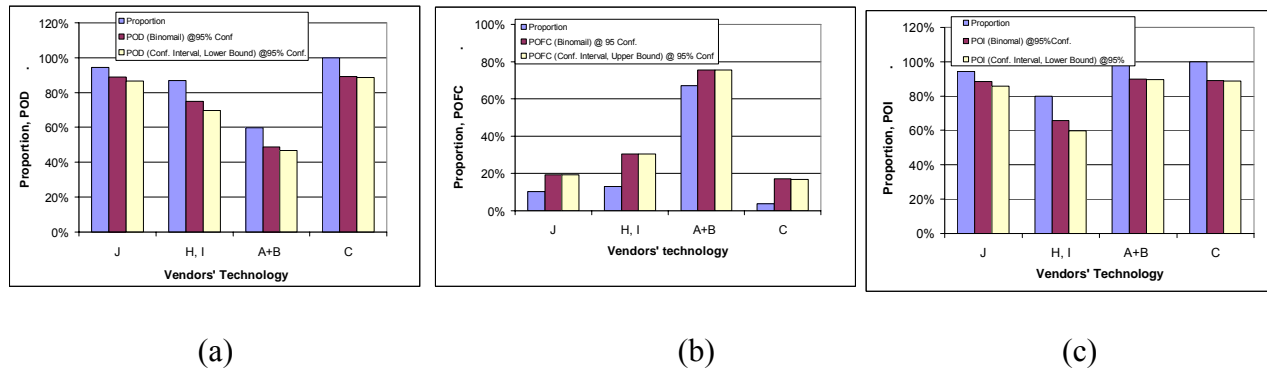 Proportion
POD (Binomail) @95% Conf
POD (Conf. Interval, Lower Bound) @95% Conf.
Proportion, POD
120%
100%
80%
60%
40%
20%
0%
J
H, I
A+B
C
Vendors' Technology
(a)
Proportion
POFC (Binomail) @ 95 Conf.
POFC (Conf. Interval, Upper Bound) @ 95% Conf.
Proportion, POFC
100%
80%
60%
40%
20%
0%
J
H, I
A+B
C
Vendors' technology
(b)
Proportion
POI (Binomal) @95%Conf.
POI (Conf. Interval, Lower Bound) @95%
Proportion, POI
120%
100%
80%
60%
40%
20%
0%
J
H, I
A+B
C
Vendors' Technology
(c)